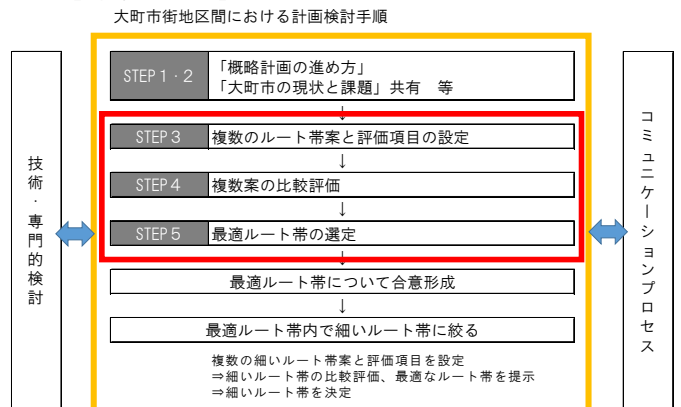 大町市街地区間における計画検討手順
STEP 1・2
「概略計画の進め方」
「大町市の現状と課題」共有　等
↓
STEP 3 複数のルート帯案と評価項目の設定
↓
STEP 4 複数案の比較評価
↓
STEP 5 最適ルート帯の選定
↓
最適ルート帯について合意形成
↓
最適ルート帯内で細いルート帯に絞る
複数の細いルート帯案と評価項目を設定
⇒細いルート帯の比較評価、最適なルート帯を提示
⇒細いルート帯を決定
技術・専門的検討
コミュニケーションプロセス